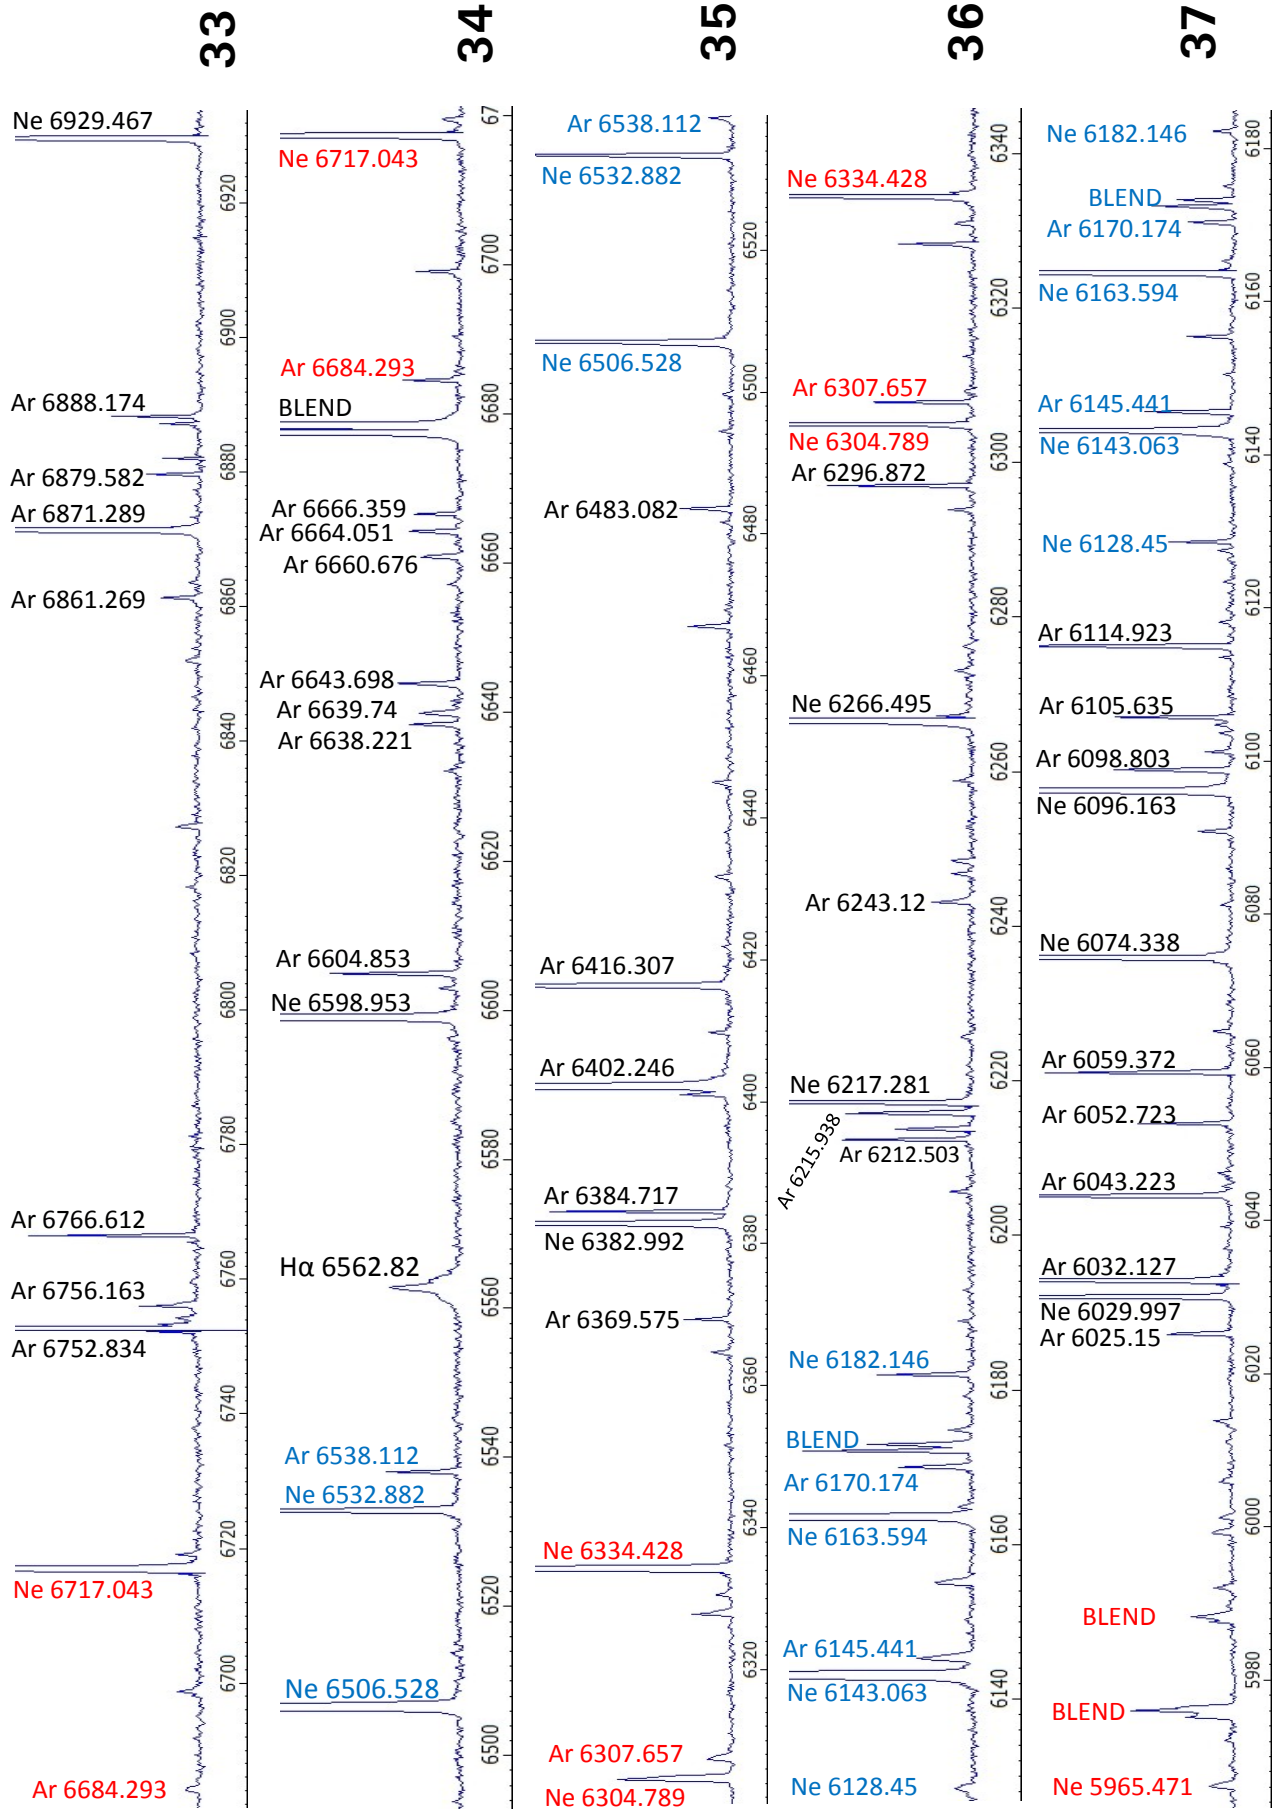 33
Ne 6929.467
6920
6900
Ar 6888.174
6880
Ar 6879.582
Ar 6871.289
Ar 6861.269
6860
6840
6820
6800
6780
Ar 6766.612
6760
Ar 6756.163
Ar 6752.834
6740
6720
Ne 6717.043
6700
Ar 6684.293
34
67
Ne 6717.043
6700
Ar 6684.293
BLEND
6680
Ar 6666.359
Ar 6664.051
Ar 6660.676
6660
Ar 6643.698
Ar 6639.74
6640
Ar 6638.221
6620
Ar 6604.853
Ne 6598.953
6600
6580
Hα 6562.82
6560
Ar 6538.112
6540
Ne 6532.882
6520
Ne 6506.528
6500
35
Ar 6538.112
Ne 6532.882
6520
Ne 6506.528
6500
Ar 6483.082
6480
6460
6440
6420
Ar 6416.307
Ar 6402.246
6400
Ar 6384.717
Ne 6382.992
6380
Ar 6369.575
6360
6340
Ne 6334.428
6320
Ar 6307.657
Ne 6304.789
36
6340
Ne 6334.428
6320
Ar 6307.657
Ne 6304.789
6300
Ar 6296.872
6280
Ne 6266.495
6260
Ar 6243.12
6240
Ne 6217.281
6220
Ar 6215.938
Ar 6212.503
6200
Ne 6182.146
6180
BLEND
Ar 6170.174
Ne 6163.594
6160
Ar 6145.441
Ne 6143.063
6140
Ne 6128.45
37
Ne 6182.146
6180
BLEND
Ar 6170.174
Ne 6163.594
6160
Ar 6145.441
Ne 6143.063
6140
Ne 6128.45
6120
Ar 6114.923
Ar 6105.635
Ar 6098.803
6100
Ne 6096.163
6080
Ne 6074.338
Ar 6059.372
6060
Ar 6052.723
Ar 6043.223
6040
Ar 6032.127
Ne 6029.997
Ar 6025.15
6020
6000
BLEND
5980
BLEND
Ne 5965.471